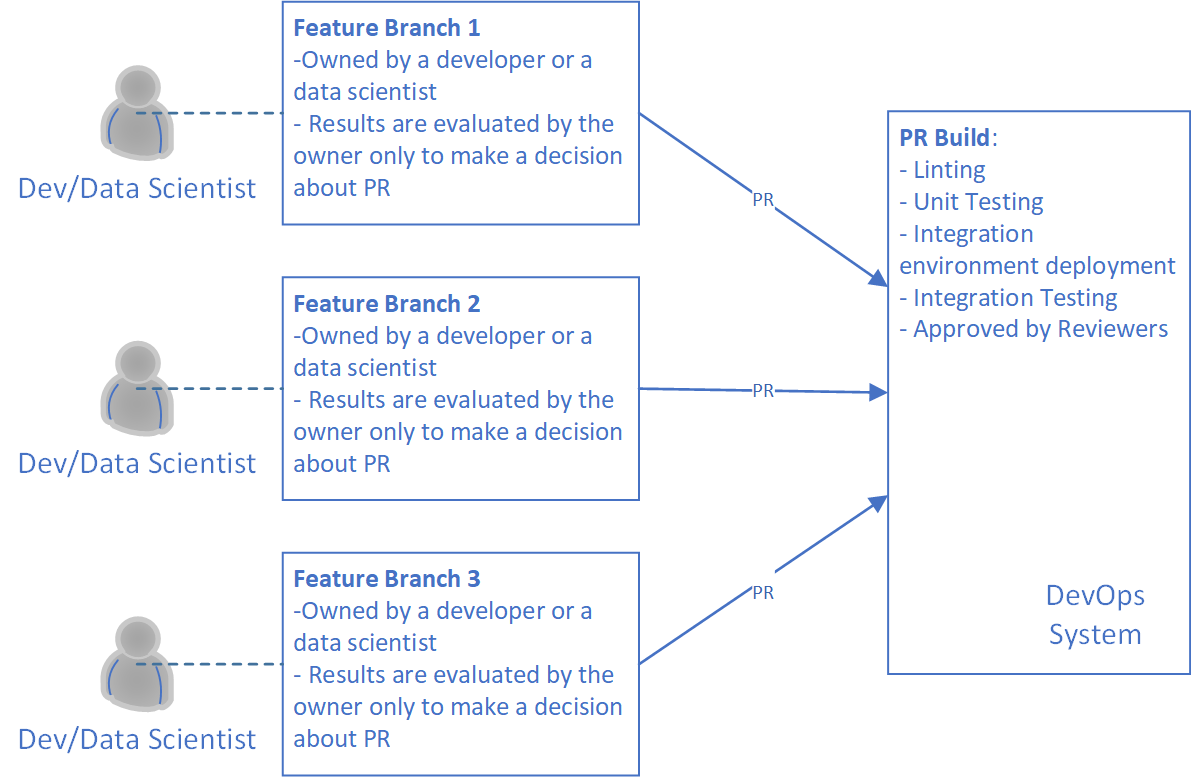 Feature Branch 1
-Owned by a developer or a
data scientist
- Results are evaluated by the
owner only to make a decision
about PR
Dev/Data Scientist
PR
PR Build:
- Linting
- Unit Testing
- Integration
environment deployment
- Integration Testing
- Approved by Reviewers
Feature Branch 2
-Owned by a developer or a
data scientist
- Results are evaluated by the
owner only to make a decision
about PR
Dev/Data Scientist
PR
Feature Branch 3
-Owned by a developer or a
data scientist
- Results are evaluated by the
owner only to make a decision
about PR
Dev/Data Scientist
PR
DevOps
System